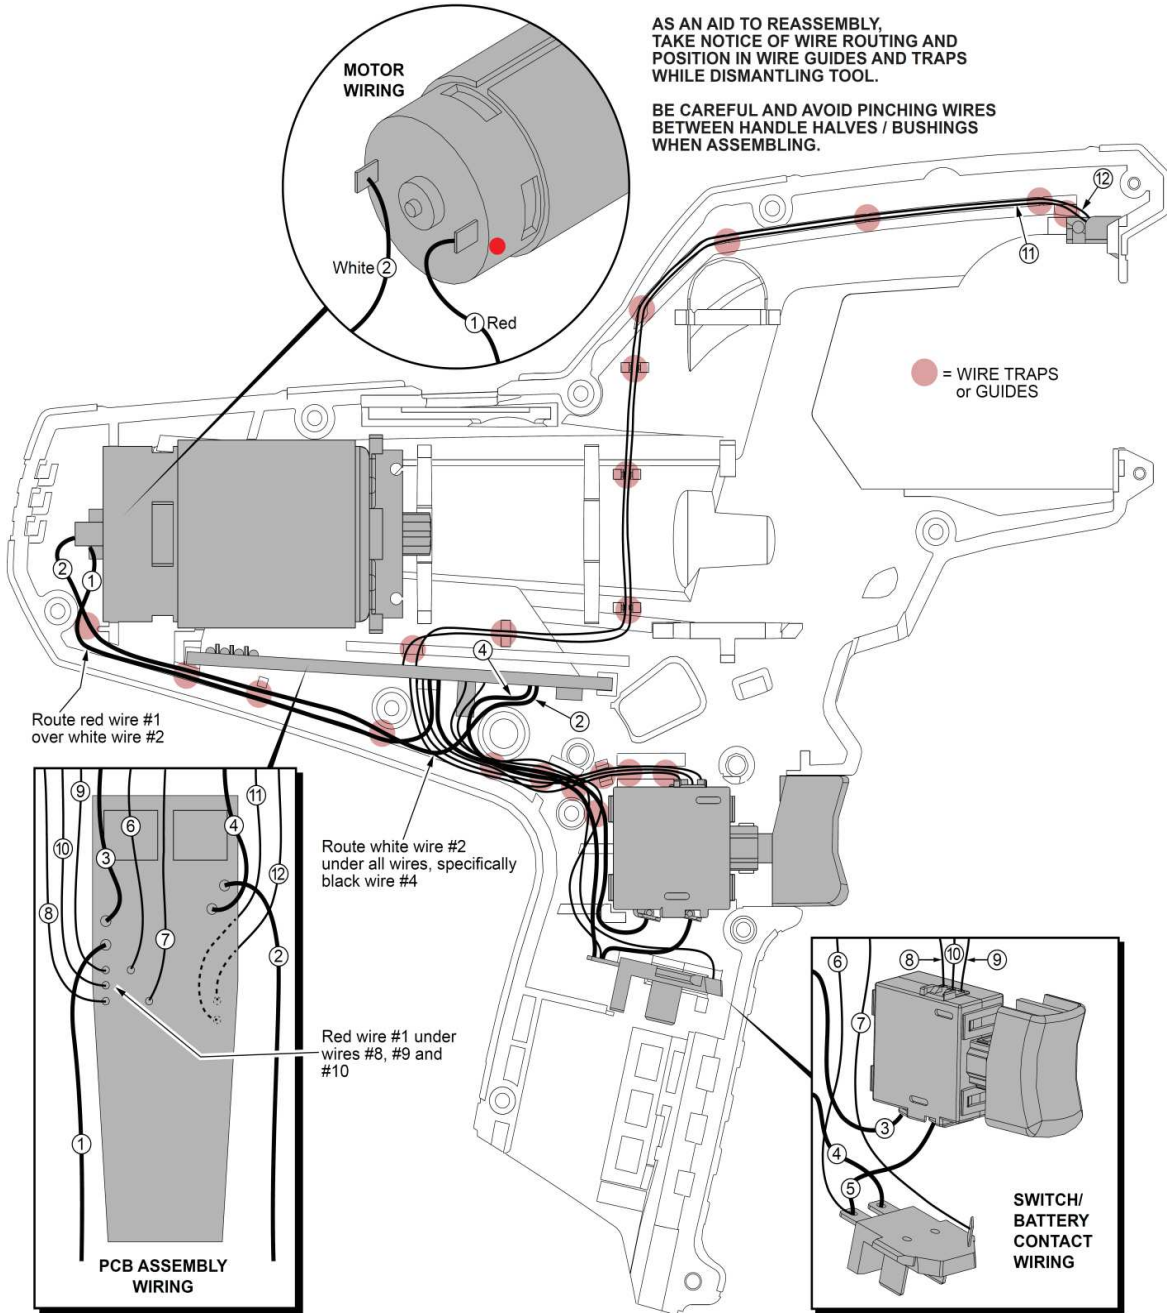 AS AN AID TO REASSEMBLY,
TAKE NOTICE OF WIRE ROUTING AND
POSITION IN WIRE GUIDES AND TRAPS
WHILE DISMANTLING TOOL.
BE CAREFUL AND AVOID PINCHING WIRES
BETWEEN HANDLE HALVES / BUSHINGS
WHEN ASSEMBLING.
MOTOR
WIRING
White 2
1 Red
12
11
= WIRE TRAPS
or GUIDES
2
1
4
2
Route red wire #1
over white wire #2
Route white wire #2
under all wires, specifically
black wire #4
9
6
11
4
10
3
12
8
7
2
Red wire #1 under
wires #8, #9 and
#10
1
PCB ASSEMBLY
WIRING
6
8
10
9
7
3
4
5
SWITCH/
BATTERY
CONTACT
WIRING